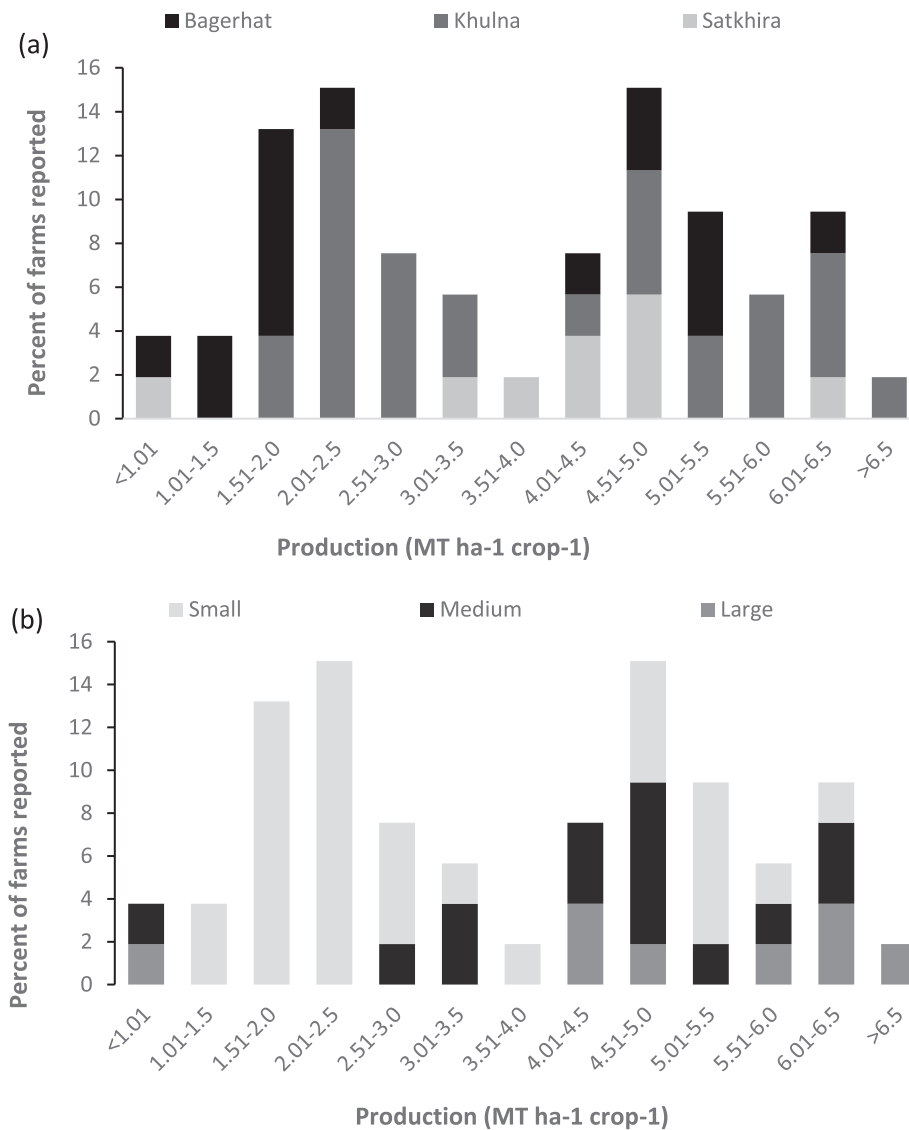 Bagerhat Khulna Satkhira
(a)
16
14
12
10
8
6
4
2
0
Percent of farms reported
<1.01 1.01-1.5 1.51-2.0 2.01-2.5 2.51-3.0 3.01-3.5 3.51-4.0 4.01-4.5 4.51-5.0 5.01-5.5 5.51-6.0 6.01-6.5 >6.5
Production (MT ha-1 crop-1)
(b)
Small Medium Large
16
14
12
10
8
6
4
2
0
Percent of farms reported
<1.01 1.01-1.5 1.51-2.0 2.01-2.5 2.51-3.0 3.01-3.5 3.51-4.0 4.01-4.5 4.51-5.0 5.01-5.5 5.51-6.0 6.01-6.5 >6.5
Production (MT ha-1 crop-1)